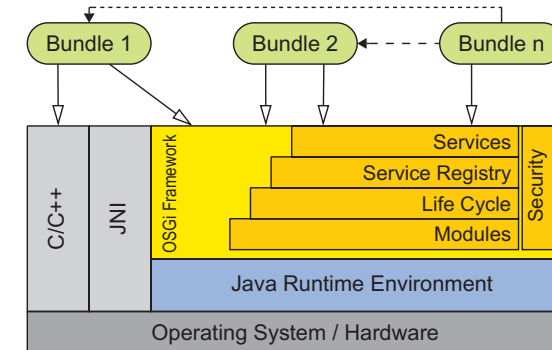 Bundle 1
Bundle 2
Bundle n
C/C++
JNI
OSGi Framework
Services
Service Registry
Life Cycle
Modules
Security
Java Runtime Environment
Operating System / Hardware